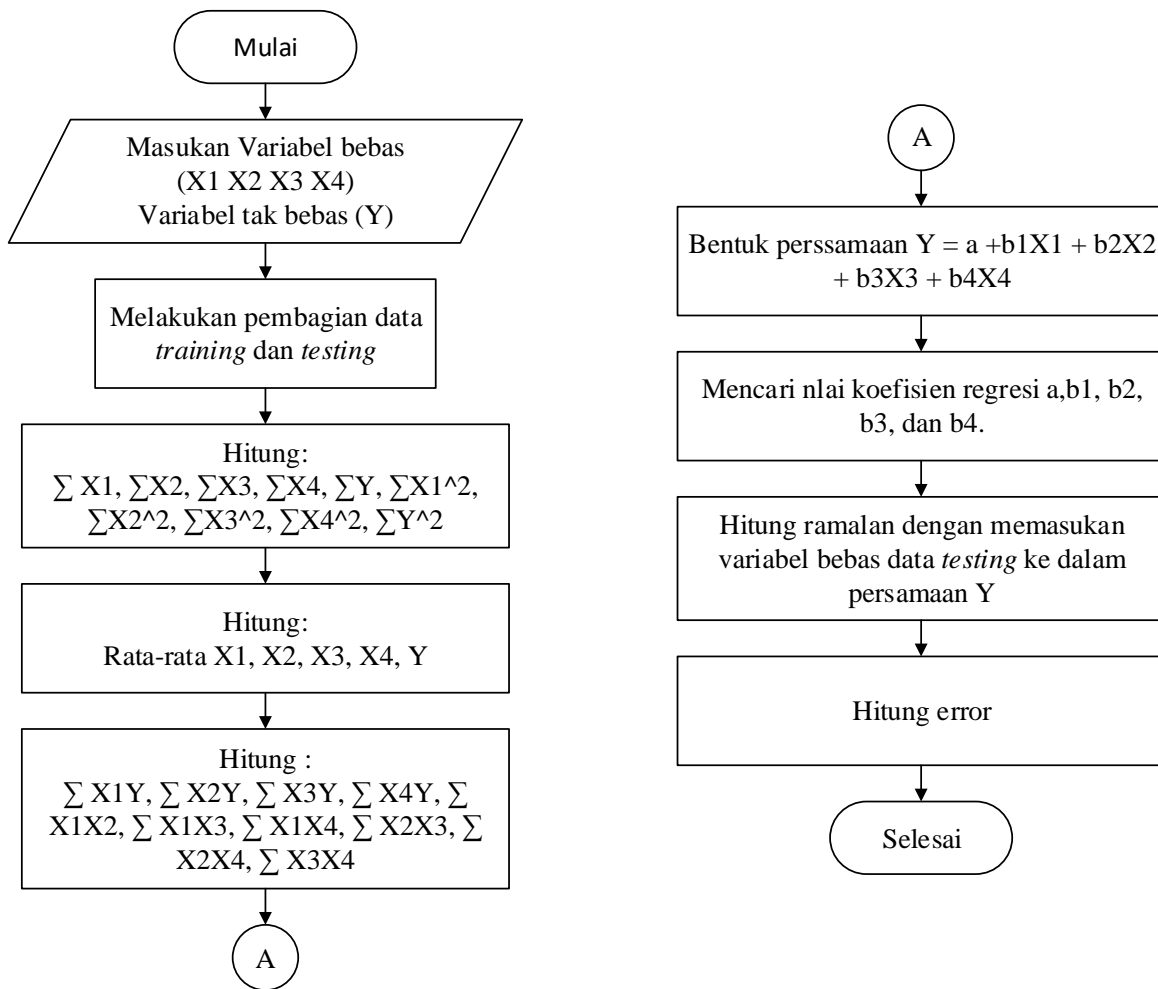 Mulai
Masukan Variabel bebas
(X1 X2 X3 X4)
Variabel tak bebas (Y)
Melakukan pembagian data
training dan testing
Hitung:
∑ X1, ∑X2, ∑X3, ∑X4, ∑Y, ∑X1^2,
∑X2^2, ∑X3^2, ∑X4^2, ∑Y^2
Hitung:
Rata-rata X1, X2, X3, X4, Y
Hitung :
∑ X1Y, ∑ X2Y, ∑ X3Y, ∑ X4Y, ∑
X1X2, ∑ X1X3, ∑ X1X4, ∑ X2X3, ∑
X2X4, ∑ X3X4
A
A
Bentuk perssamaan Y = a +b1X1 + b2X2
+ b3X3 + b4X4
Mencari nlai koefisien regresi a,b1, b2,
b3, dan b4.
Hitung ramalan dengan memasukan
variabel bebas data testing ke dalam
persamaan Y
Hitung error
Selesai